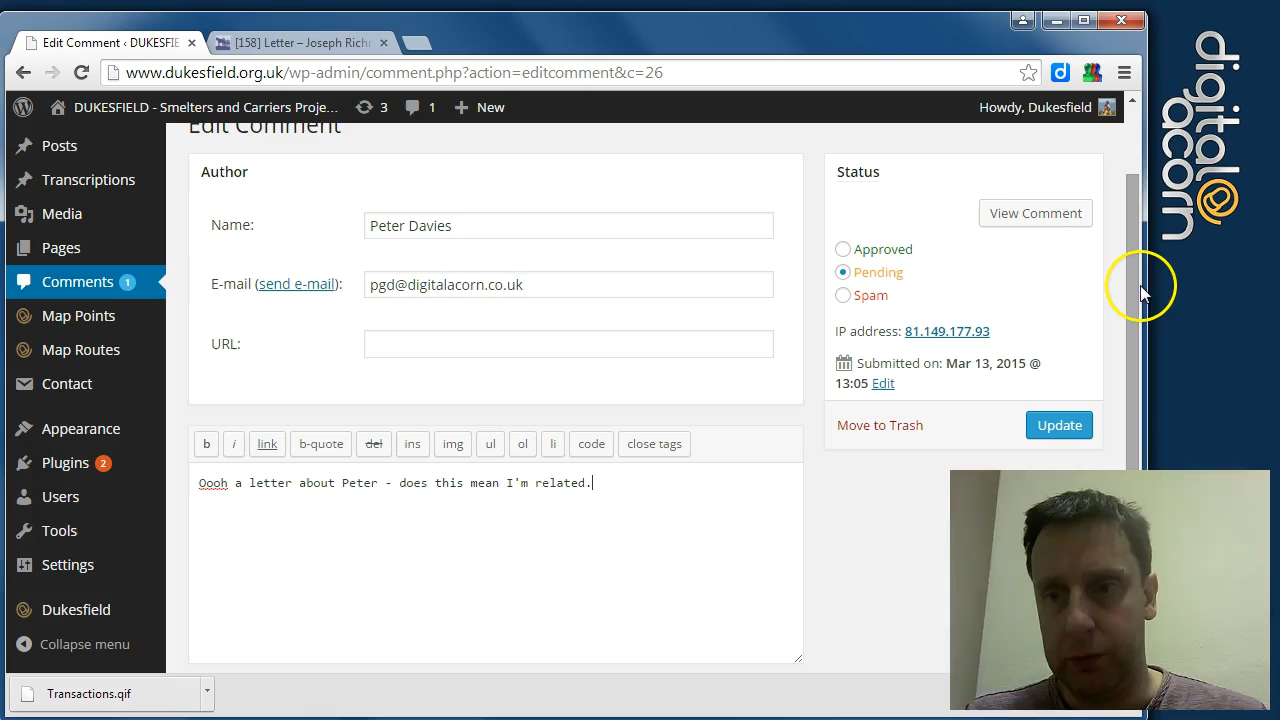 Edit Comment ‹ DUKESFIE
[158] Letter – Joseph Richr
www.dukesfield.org.uk/wp-admin/comment.php?action=editcomment&c=26
DUKESFIELD - Smelters and Carriers Proje... 3 1 New Howdy, Dukesfield
Edit Comment
Posts
Transcriptions
Media
Pages
Comments 1
Map Points
Map Routes
Contact
Appearance
Plugins 2
Users
Tools
Settings
Dukesfield
Collapse menu
Author
Name: Peter Davies
E-mail (send e-mail): pgd@digitalacorn.co.uk
URL:
b i link b-quote del ins img ul ol li code close tags
Oooh a letter about Peter - does this mean I'm related.
Status
View Comment
Approved
Pending
Spam
IP address: 81.149.177.93
Submitted on: Mar 13, 2015 @
13:05 Edit
Move to Trash Update
Transactions.qif
digital
acorn